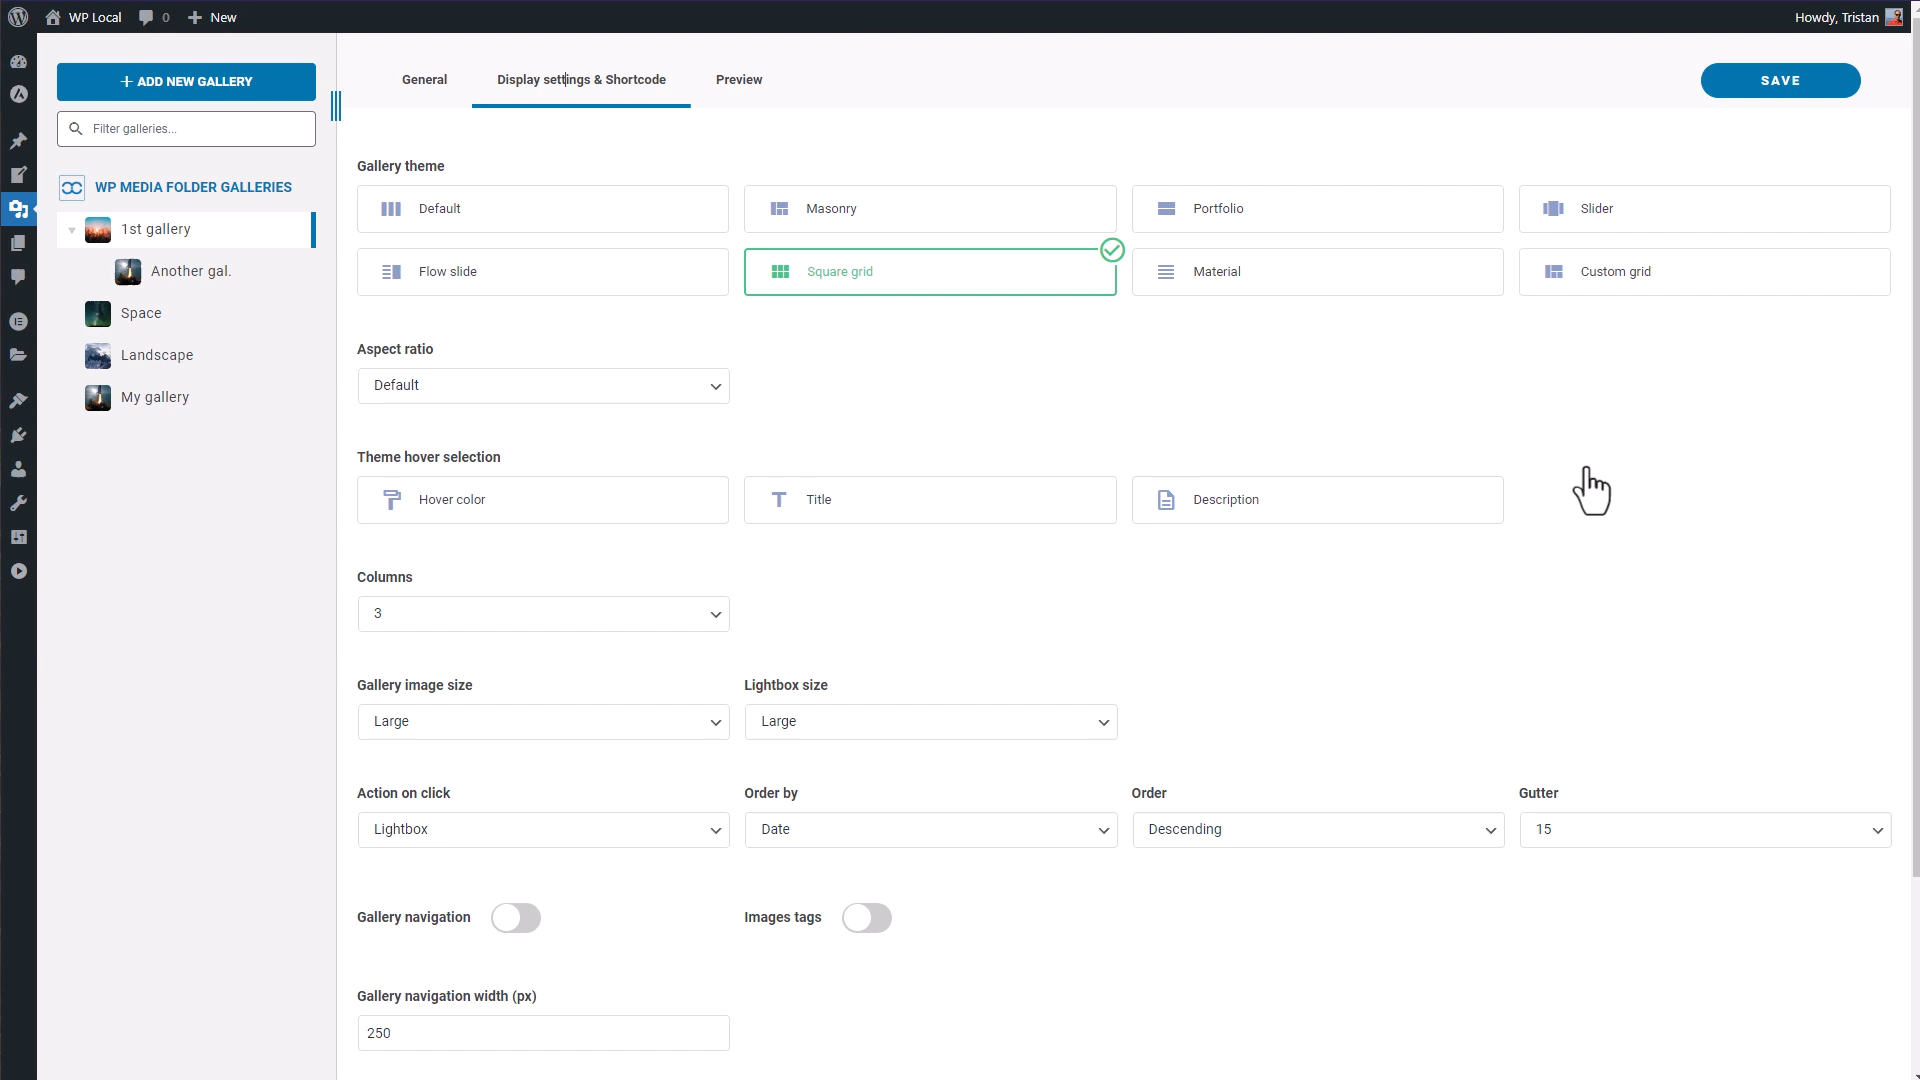 WP Local 0 New Howdy, Tristan
ADD NEW GALLERY
Filter galleries...
WP MEDIA FOLDER GALLERIES
1st gallery
Another gal.
Space
Landscape
My gallery
General Display settings & Shortcode Preview SAVE
Gallery theme
Default Masonry Portfolio Slider
Flow slide Square grid Material Custom grid
Aspect ratio
Default
Theme hover selection
Hover color Title Description
Columns
3
Gallery image size Lightbox size
Large Large
Action on click Order by Order Gutter
Lightbox Date Descending 15
Gallery navigation Images tags
Gallery navigation width (px)
250